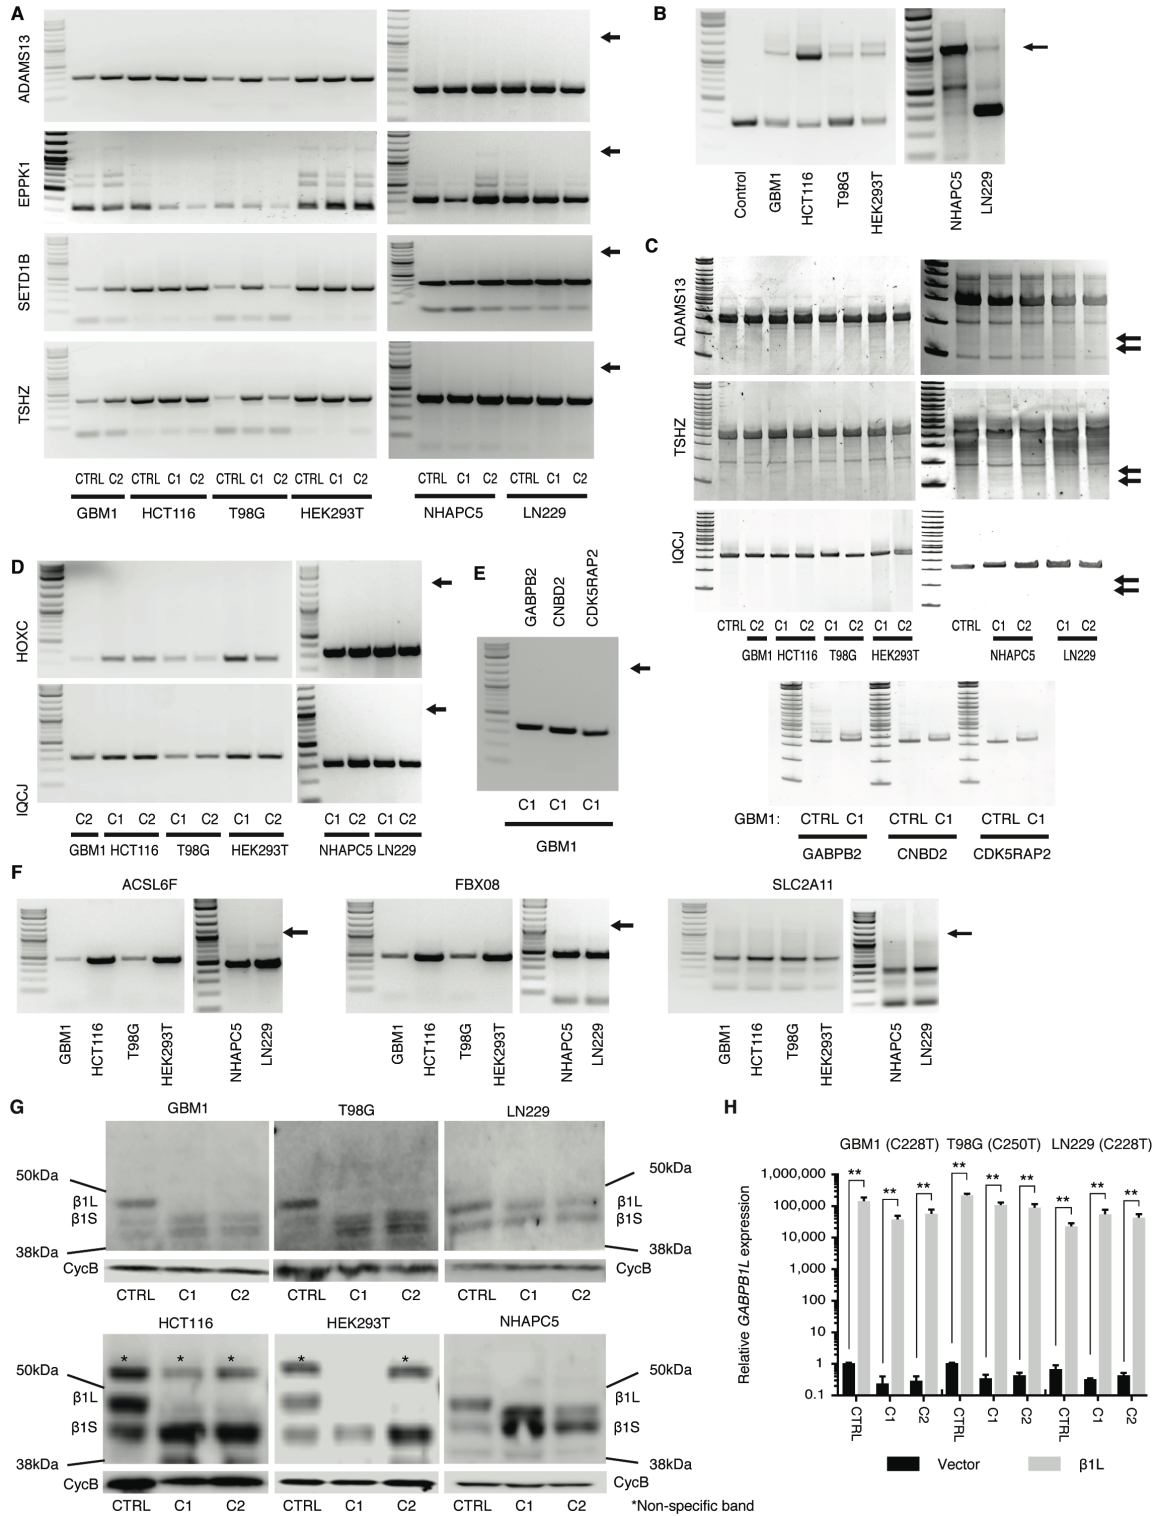 A
ADAMS13
EPPK1
SETD1B
TSHZ
CTRL C2 CTRL C1 C2 CTRL C1 C2 CTRL C1 C2
GBM1 HCT116 T98G HEK293T
CTRL C1 C2 CTRL C1 C2
NHAPC5 LN229
B
Control
GBM1
HCT116
T98G
HEK293T
NHAPC5
LN229
C
ADAMS13
TSHZ
IQCJ
CTRL C2 C1 C2 C1 C2 C1 C2
GBM1 HCT116 T98G HEK293T
CTRL C1 C2 C1 C2
NHAPC5 LN229
GBM1: CTRL C1 CTRL C1 CTRL C1
GABPB2 CNBD2 CDK5RAP2
D
HOXC
IQCJ
C2 C1 C2 C1 C2 C1 C2
GBM1 HCT116 T98G HEK293T
C1 C2 C1 C2
NHAPC5 LN229
E
GABPB2
CNBD2
CDK5RAP2
C1 C1 C1
GBM1
F
ACSL6F
GBM1
HCT116
T98G
HEK293T
NHAPC5
LN229
FBX08
GBM1
HCT116
T98G
HEK293T
NHAPC5
LN229
SLC2A11
GBM1
HCT116
T98G
HEK293T
NHAPC5
LN229
G
GBM1 T98G LN229
50kDa
β1L
β1S
38kDa
CycB
50kDa
β1L
β1S
38kDa
CycB
CTRL C1 C2 CTRL C1 C2 CTRL C1 C2
HCT116 HEK293T NHAPC5
* * * * *
50kDa
β1L
β1S
38kDa
CycB
50kDa
β1L
β1S
38kDa
CycB
CTRL C1 C2 CTRL C1 C2 CTRL C1 C2
*Non-specific band
H
GBM1 (C228T) T98G (C250T) LN229 (C228T)
** ** ** ** ** ** ** ** **
Relative GABPB1L expression
1,000,000
100,000
10,000
1,000
100
10
1
0.1
CTRL C1 C2 CTRL C1 C2 CTRL C1 C2
Vector β1L